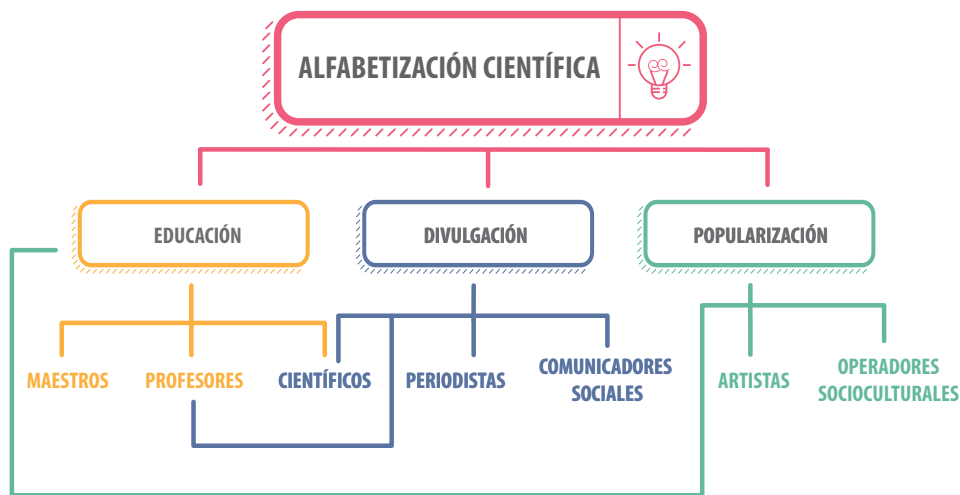 ALFABETIZACIÓN CIENTÍFICA
EDUCACIÓN
DIVULGACIÓN
POPULARIZACIÓN
MAESTROS
PROFESORES
CIENTÍFICOS
PERIODISTAS
COMUNICADORES
SOCIALES
ARTISTAS
OPERADORES
SOCIOCULTURALES